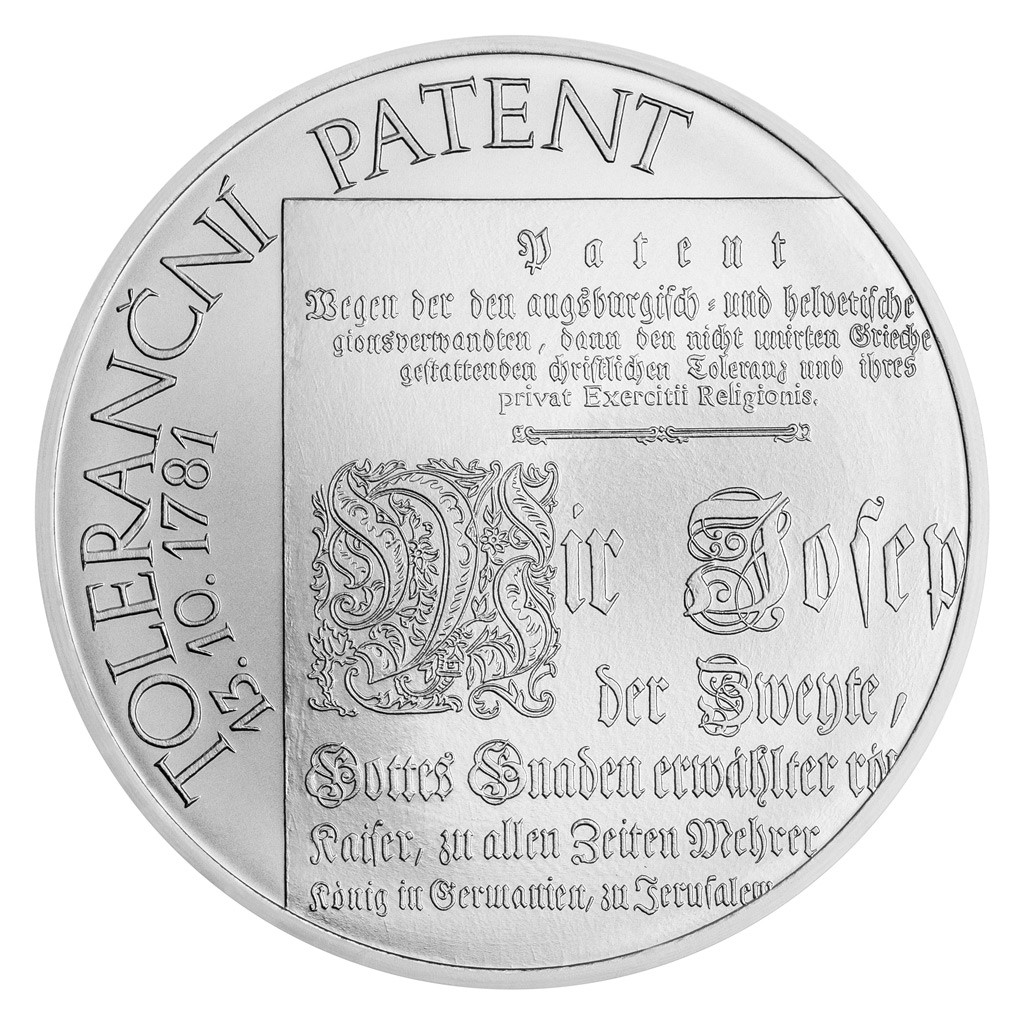 TOLERANČNÍ PATENT
13.10.1781
Patent
Wegen der den augsburgisch = und helvetische
gionsverwandten, dann den nicht unirten Grieche
gestattenden christlichen Toleranz und ihres
privat Exercitii Religionis.
Wir Josep
der Zweyte,
Gottes Gnaden erwählter röm
Kaiser, zu allen Zeiten Mehrer
König in Germanien, zu Jerusalem